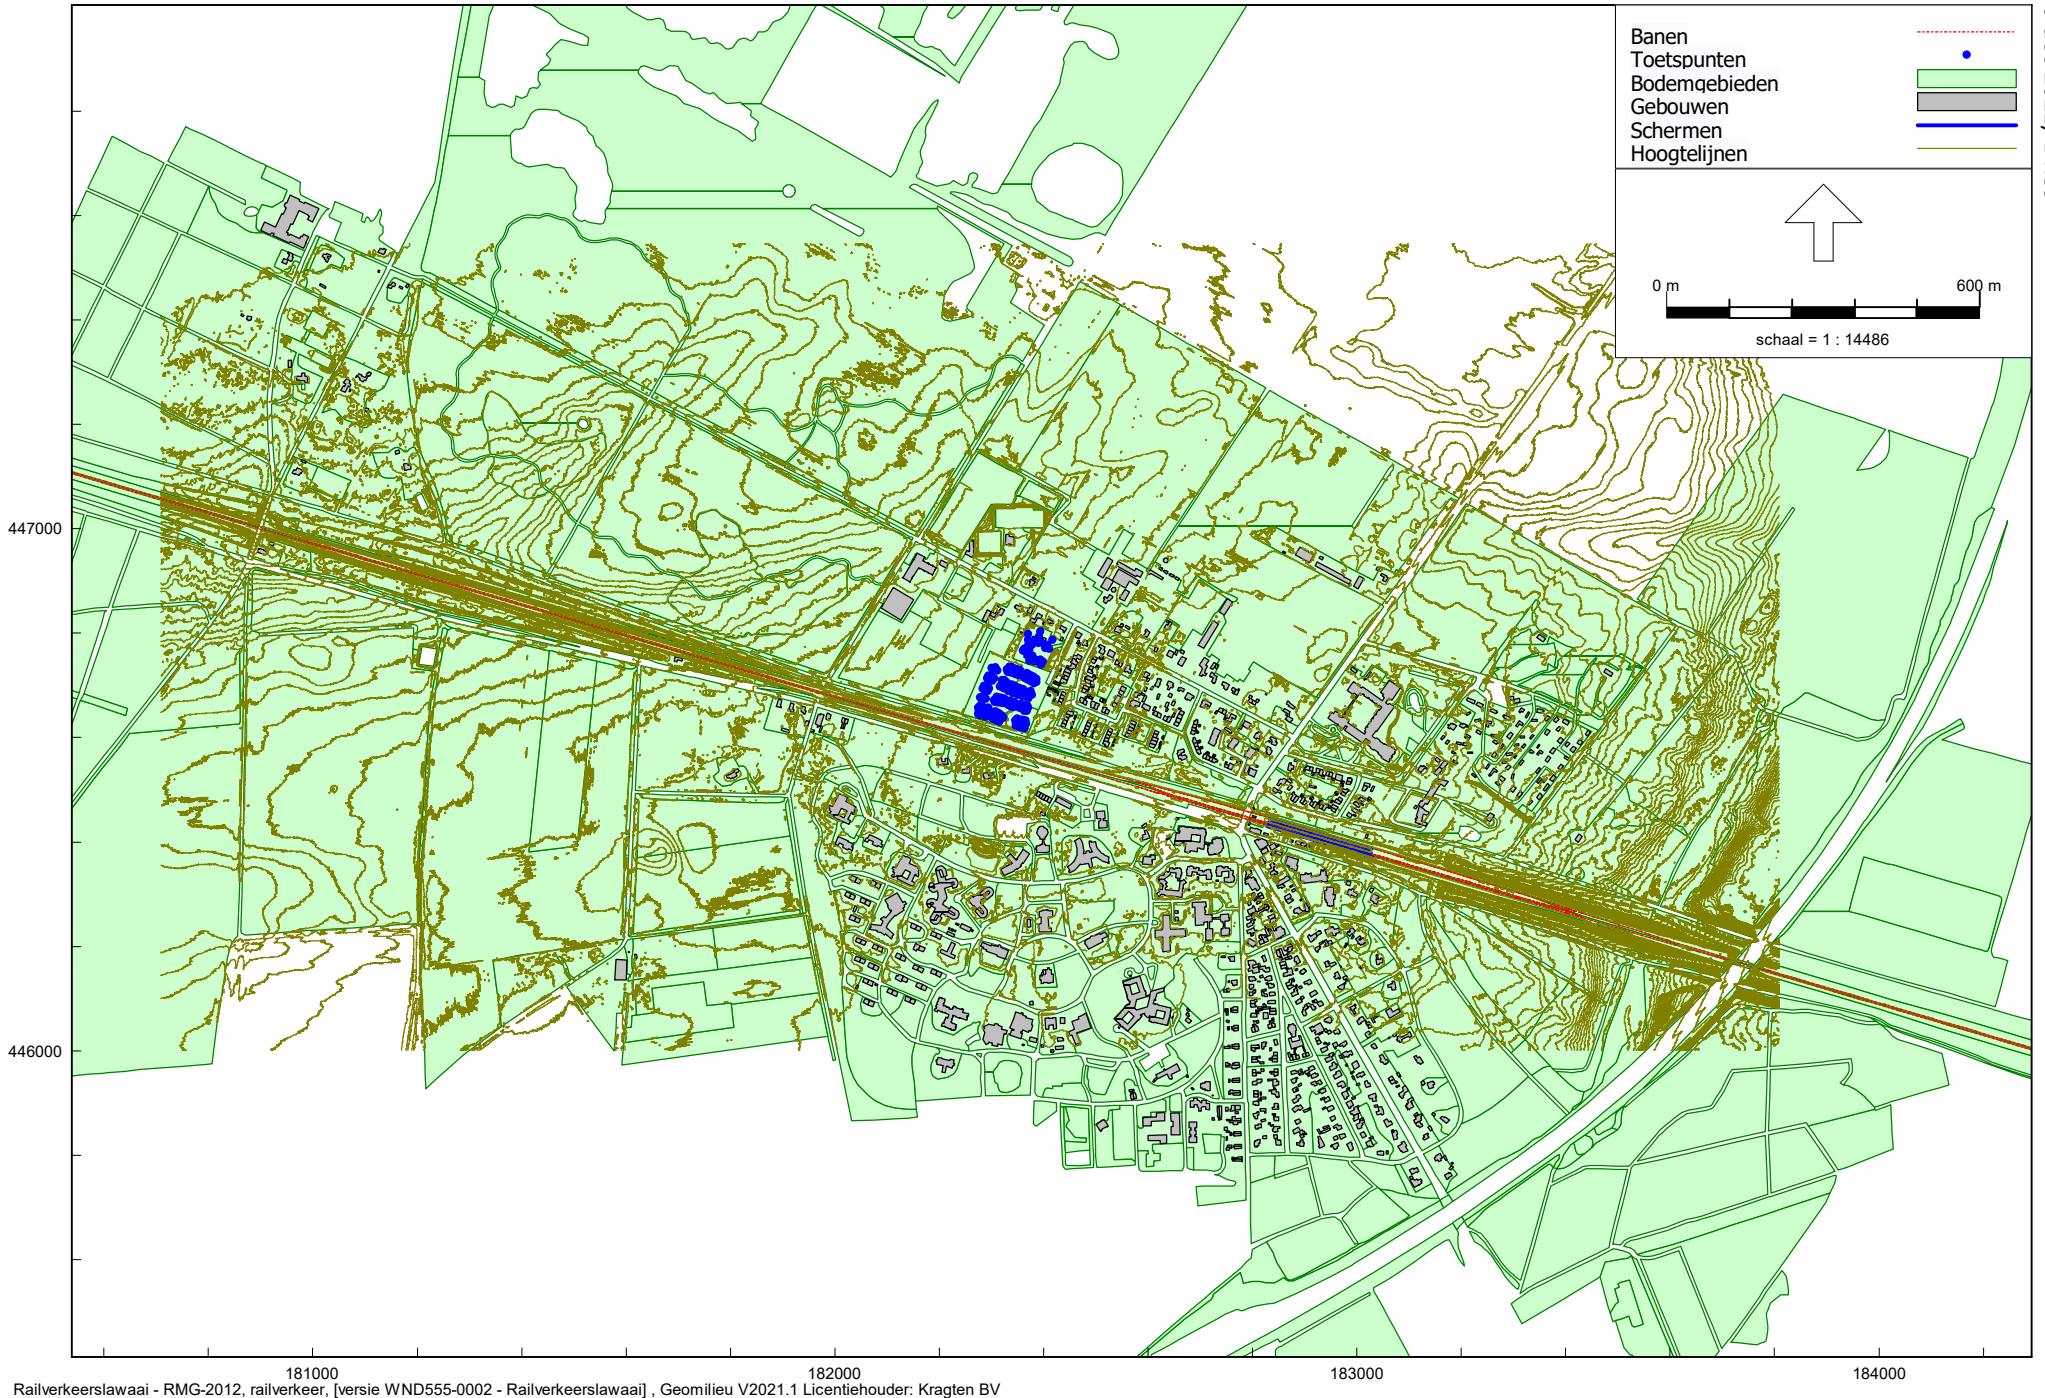 Banen
Toetspunten
Bodemgebieden
Gebouwen
Schermen
Hoogtelijnen
0 m 600 m
schaal = 1 : 14486
447000
446000
181000 182000 183000 184000
Railverkeerslawaai - RMG-2012, railverkeer, [versie WND555-0002 - Railverkeerslawaai] , Geomilieu V2021.1 Licentiehouder: Kragten BV